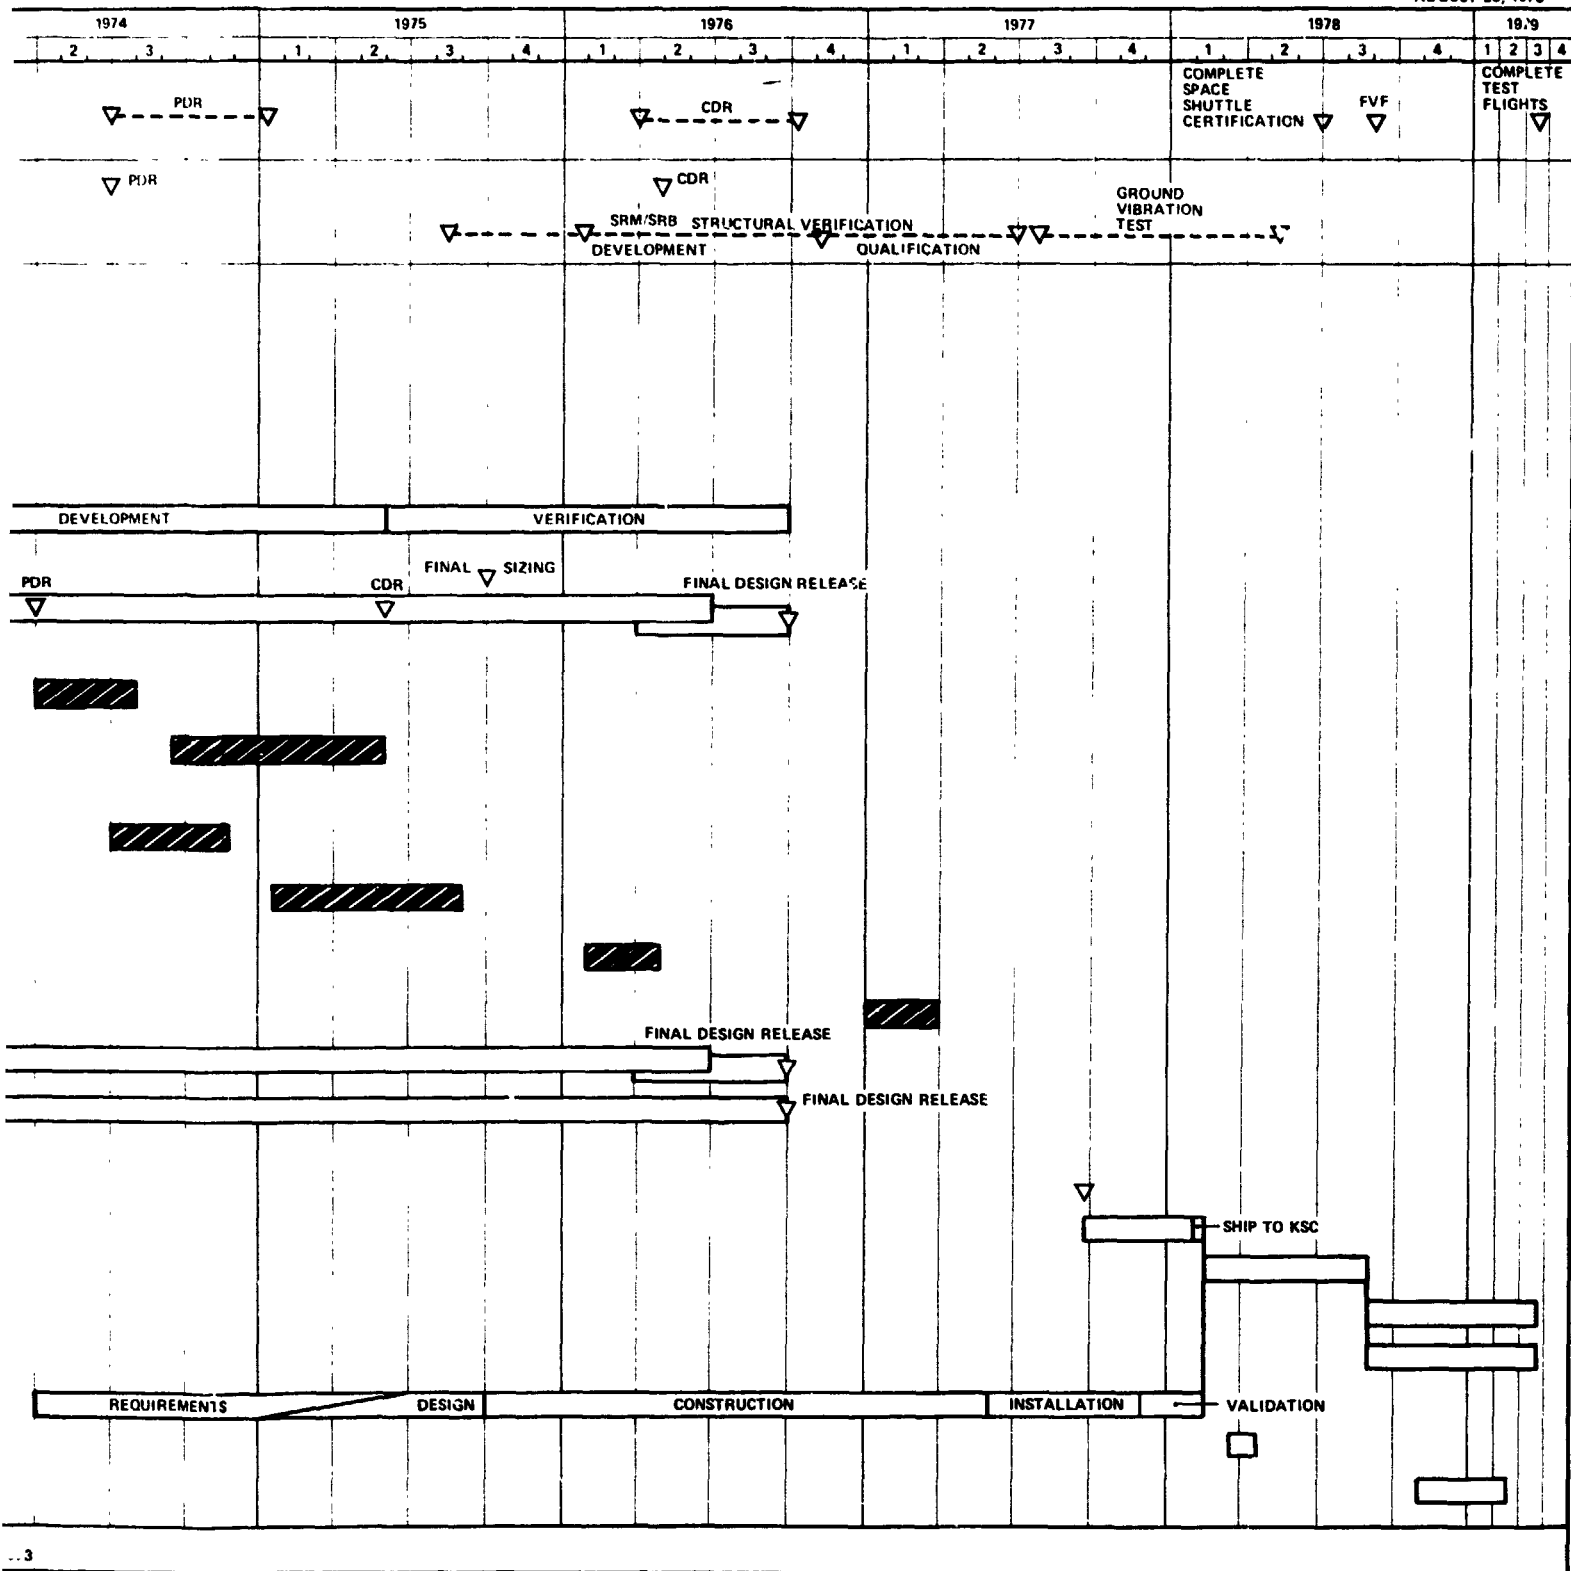 1974 1975 1976 1977 1978
2 3 1 2 3 4 1 2 3 4 1 2 3 4 1 2 3 4 1 2 3 4
COMPLETE
SPACE
SHUTTLE
CERTIFICATION
FVF
COMPLETE
TEST
FLIGHTS
PDR CDR
PDR CDR
GROUND
VIBRATION
TEST
SRM/SRB STRUCTURAL VERIFICATION
DEVELOPMENT QUALIFICATION
DEVELOPMENT VERIFICATION
FINAL SIZING
PDR CDR FINAL DESIGN RELEASE
FINAL DESIGN RELEASE
FINAL DESIGN RELEASE
SHIP TO KSC
REQUIREMENTS DESIGN CONSTRUCTION INSTALLATION VALIDATION
3